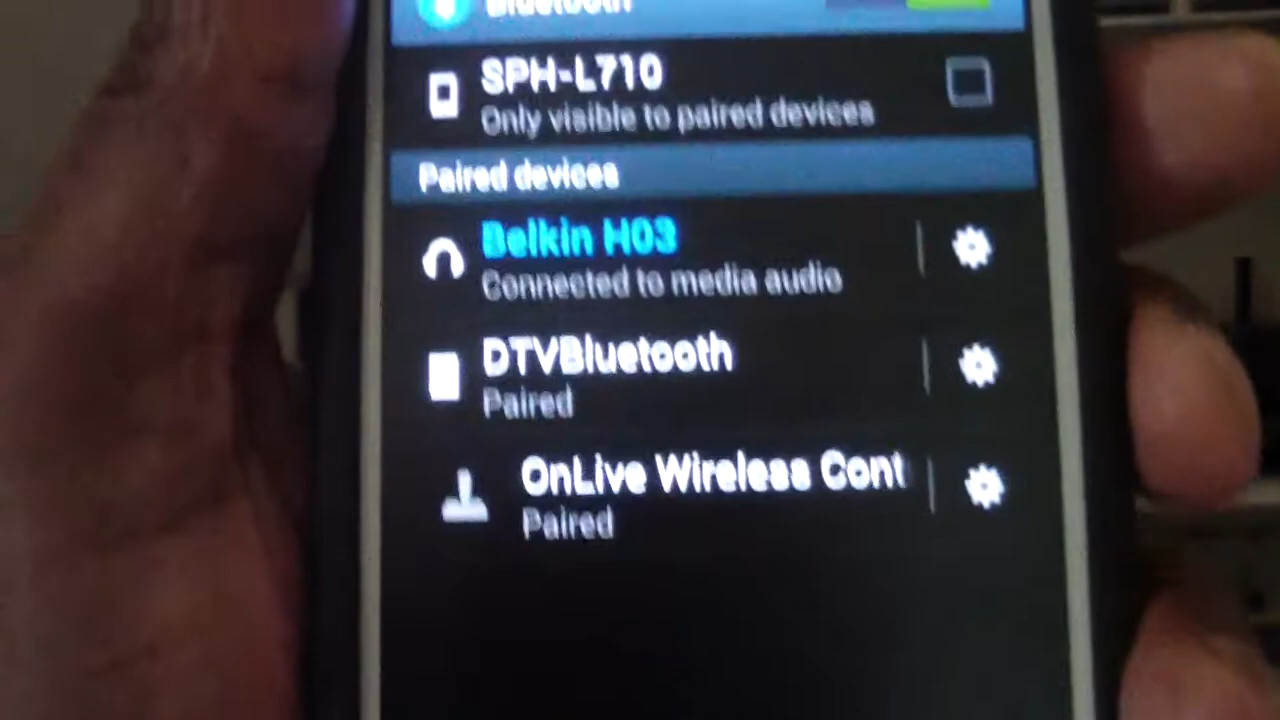 Bluetooth
SPH-L710
Only visible to paired devices
Paired devices
Belkin H03
Connected to media audio
DTVBluetooth
Paired
OnLive Wireless Cont
Paired